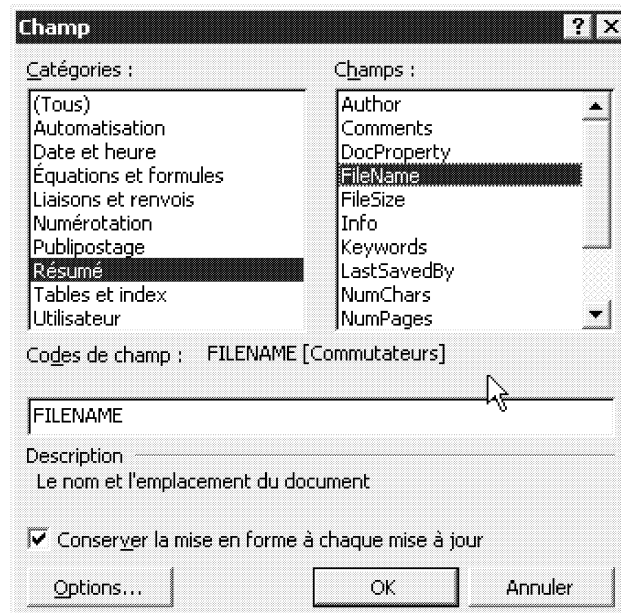 Champ
Catégories :
Champs :
(Tous)
Automatisation
Date et heure
Équations et formules
Liaisons et renvois
Numérotation
Publipostage
Résumé
Tables et index
Utilisateur
Author
Comments
DocProperty
FileName
FileSize
Info
Keywords
LastSavedBy
NumChars
NumPages
Codes de champ : FILENAME [Commutateurs]
FILENAME
Description
Le nom et l'emplacement du document
Conserver la mise en forme à chaque mise à jour
Options... OK Annuler